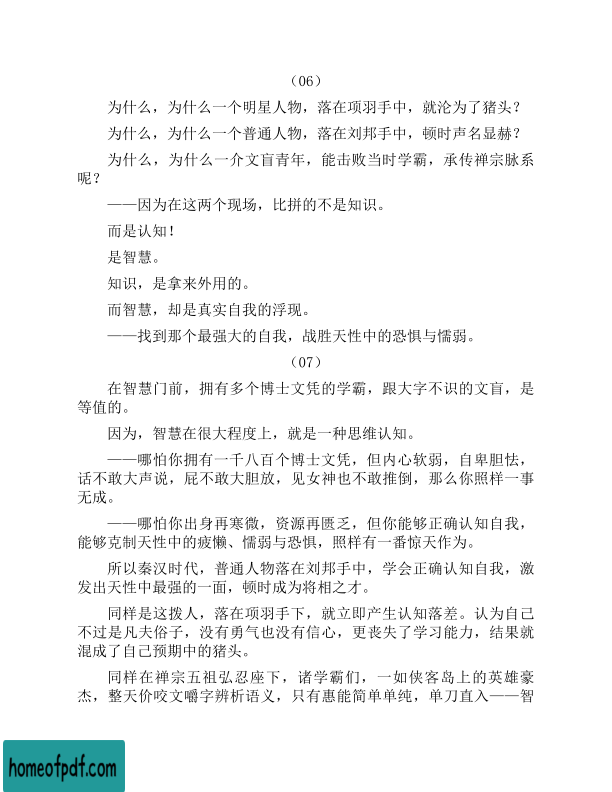 （06）
为什么，为什么一个明星人物，落在项羽手中，就沦为了猪头？
为什么，为什么一个普通人物，落在刘邦手中，顿时声名显赫？
为什么，为什么一介文盲青年，能击败当时学霸，承传禅宗脉系
呢？
——因为在这两个现场，比拼的不是知识。
而是认知！
是智慧。
知识，是拿来外用的。
而智慧，却是真实自我的浮现。
——找到那个最强大的自我，战胜天性中的恐惧与懦弱。
（07）
在智慧门前，拥有多个博士文凭的学霸，跟大字不识的文盲，是
等值的。
因为，智慧在很大程度上，就是一种思维认知。
——哪怕你拥有一千八百个博士文凭，但内心软弱，自卑胆怯，
话不敢大声说，屁不敢大胆放，见女神也不敢推倒，那么你照样一事
无成。
——哪怕你出身再寒微，资源再匮乏，但你能够正确认知自我，
能够克制天性中的疲懒、懦弱与恐惧，照样有一番惊天作为。
所以秦汉时代，普通人物落在刘邦手中，学会正确认知自我，激
发出天性中最强的一面，顿时成为将相之才。
同样是这拨人，落在项羽手下，就立即产生认知落差。认为自己
不过是凡夫俗子，没有勇气也没有信心，更丧失了学习能力，结果就
混成了自己预期中的猪头。
同样在禅宗五祖弘忍座下，诸学霸们，一如侠客岛上的英雄豪
杰，整天价咬文嚼字辨析语义，只有惠能简单单纯，单刀直入——智
homeofpdf.com